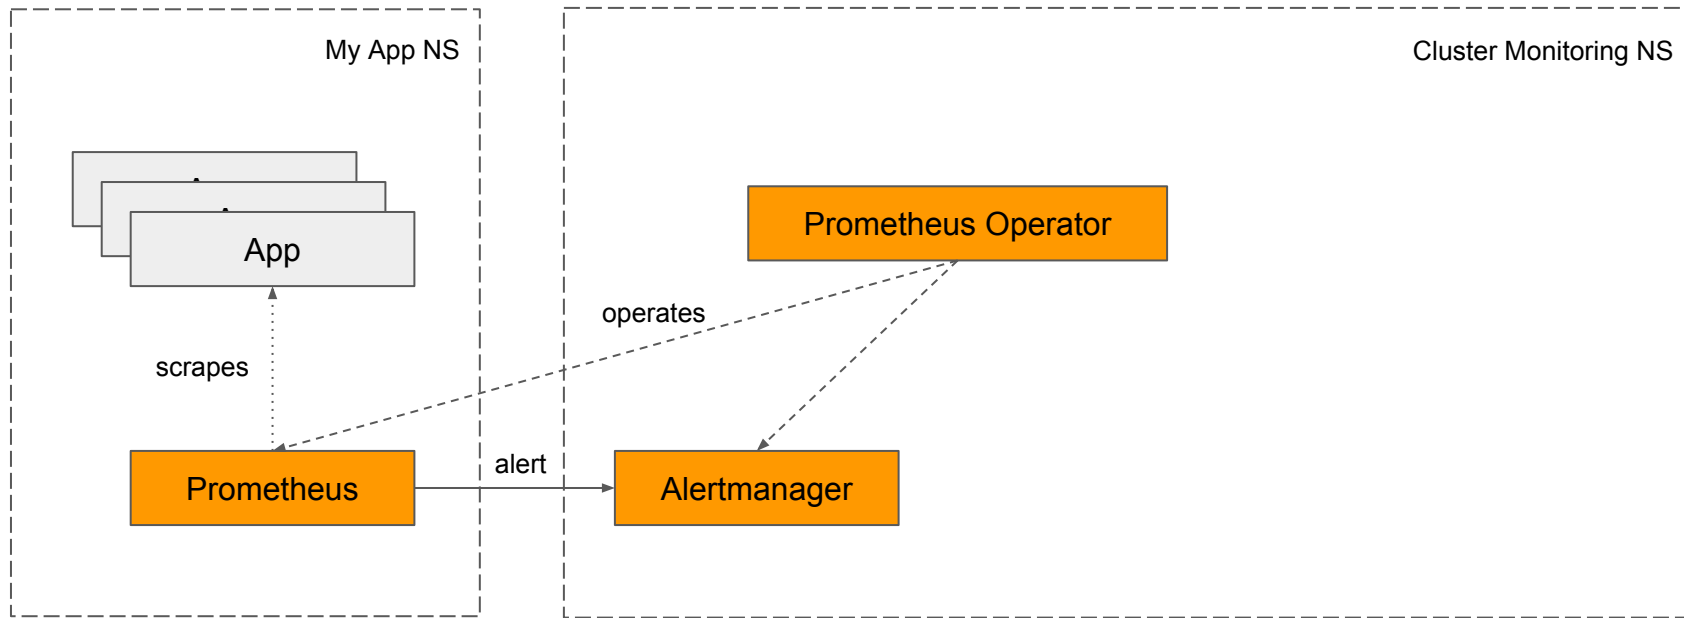 My App NS
Cluster Monitoring NS
App
Prometheus Operator
operates
scrapes
alert
Prometheus
Alertmanager